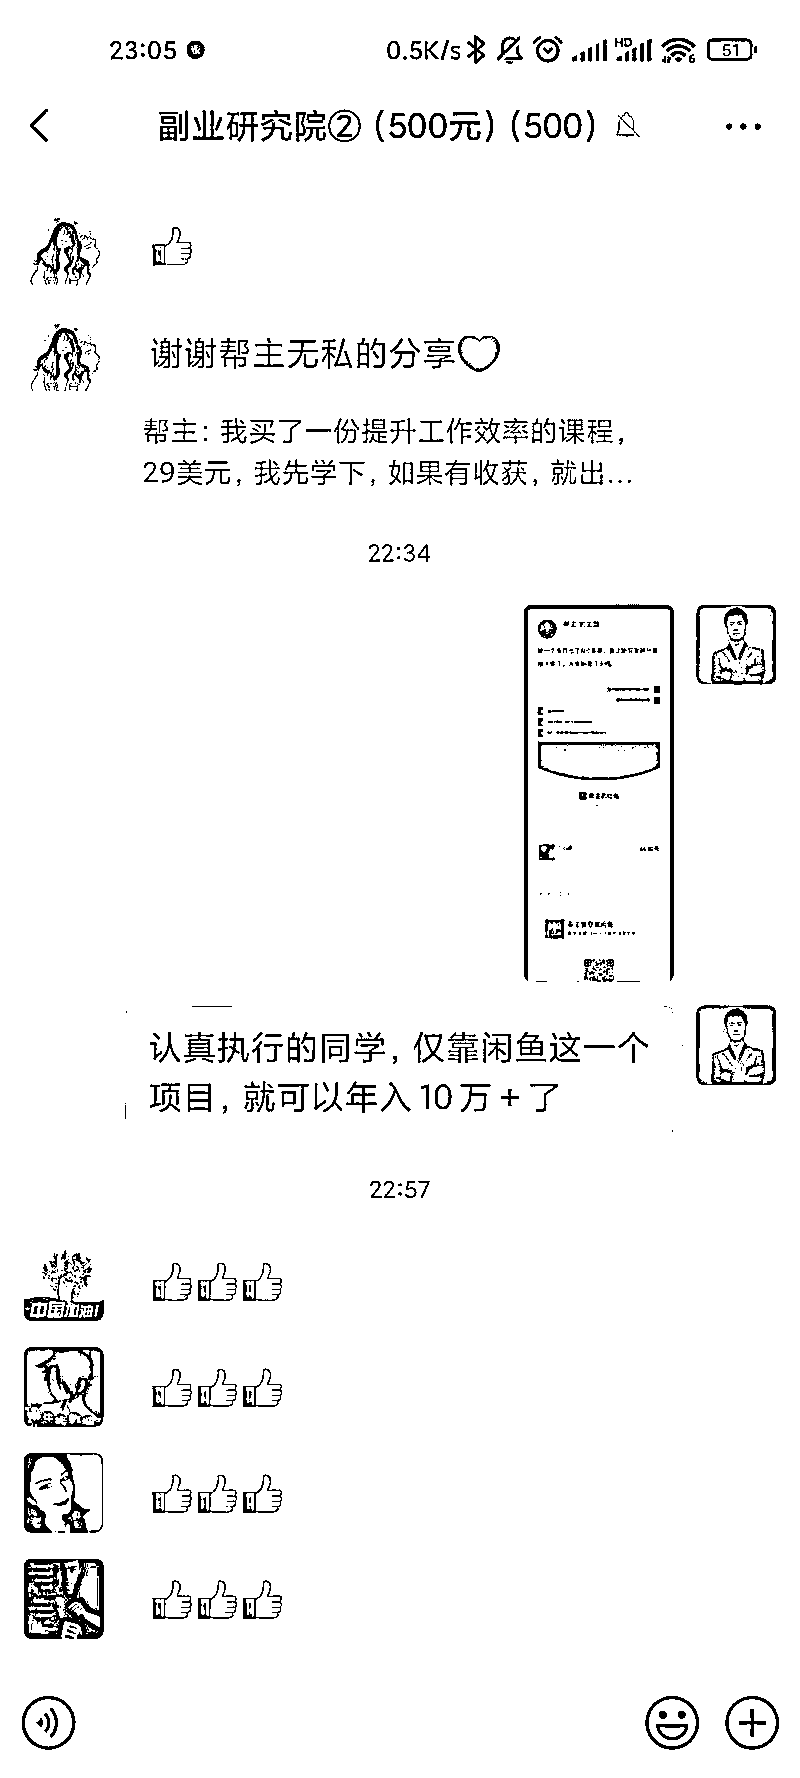 23:05 0.5K/s HD 6 51
副业研究院②（500元）(500)
谢谢帮主无私的分享
帮主：我买了一份提升工作效率的课程，
29美元，我先学下，如果有收获，就出...
22:34
认真执行的同学，仅靠闲鱼这一个
项目，就可以年入10万+了
22:57
中国加油!